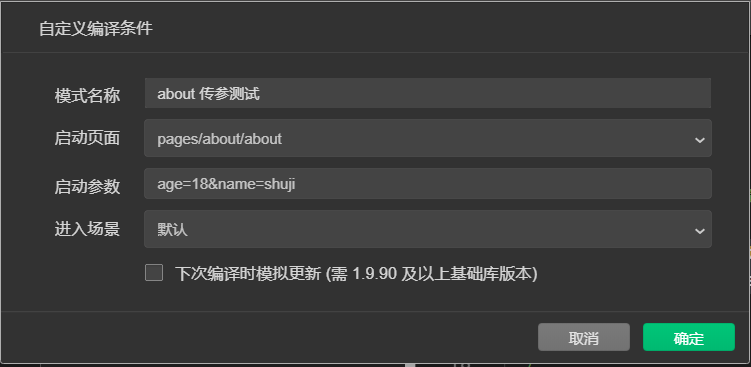 自定义编译条件
模式名称 about 传参测试
启动页面 pages/about/about
启动参数 age=18&name=shuji
进入场景 默认
下次编译时模拟更新 (需 1.9.90 及以上基础库版本)
取消 确定